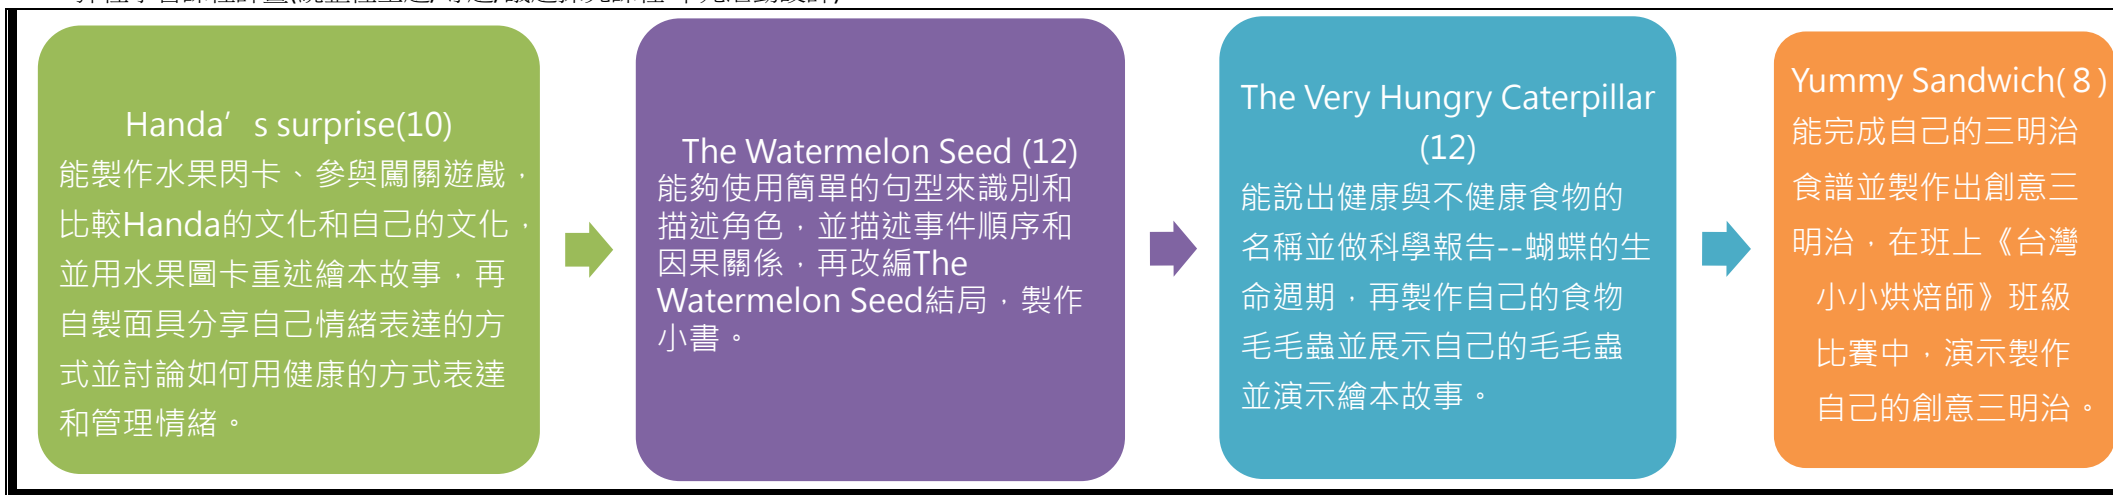 Handa’s surprise(10)
能製作水果閃卡、參與闖關遊戲，
比較Handa的文化和自己的文化，
並用水果圖卡重述繪本故事，再
自製面具分享自己情緒表達的方
式並討論如何用健康的方式表達
和管理情緒。
The Watermelon Seed (12)
能夠使用簡單的句型來識別和
描述角色，並描述事件順序和
因果關係，再改編The
Watermelon Seed結局，製作
小書。
The Very Hungry Caterpillar
(12)
能說出健康與不健康食物的
名稱並做科學報告--蝴蝶的生
命週期，再製作自己的食物
毛毛蟲並展示自己的毛毛蟲
並演示繪本故事。
Yummy Sandwich(８)
能完成自己的三明治
食譜並製作出創意三
明治，在班上《台灣
小小烘焙師》班級
比賽中，演示製作
自己的創意三明治。